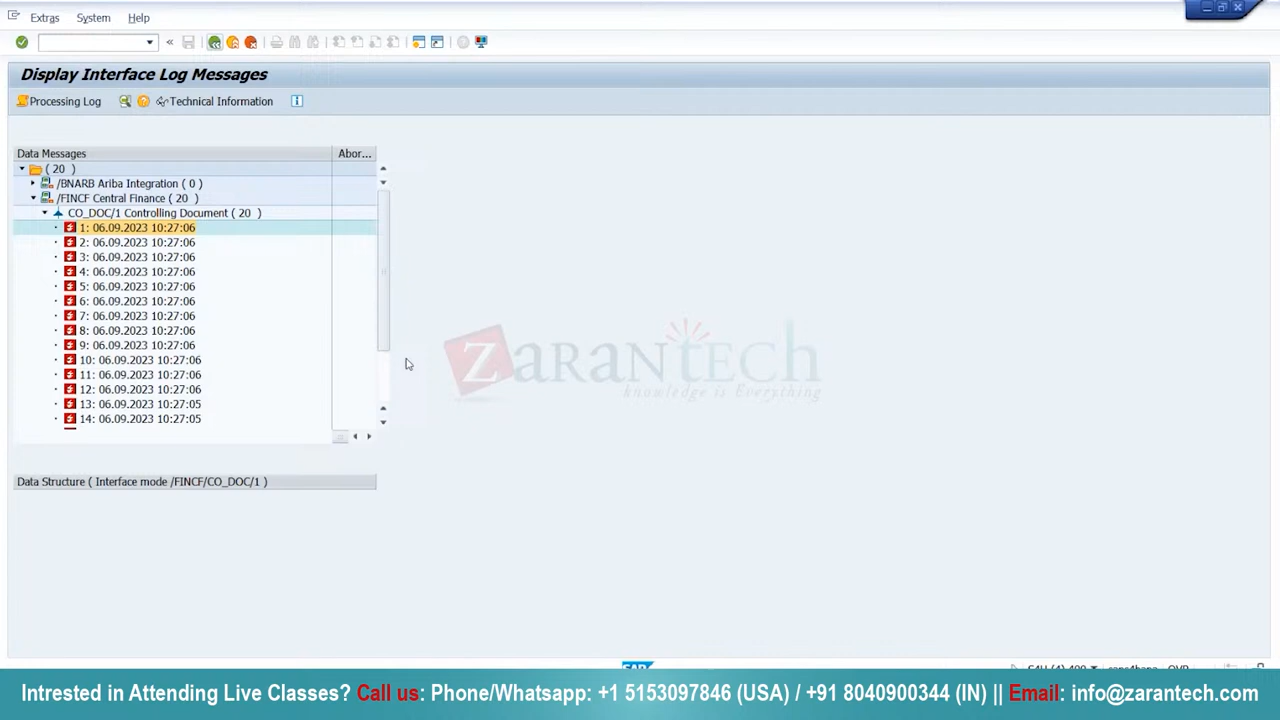 Extras System Help
Display Interface Log Messages
Processing Log Technical Information
Data Messages Abor...
( 20 )
/BNARB Ariba Integration ( 0 )
/FINCF Central Finance ( 20 )
CO_DOC/1 Controlling Document ( 20 )
1: 06.09.2023 10:27:06
2: 06.09.2023 10:27:06
3: 06.09.2023 10:27:06
4: 06.09.2023 10:27:06
5: 06.09.2023 10:27:06
6: 06.09.2023 10:27:06
7: 06.09.2023 10:27:06
8: 06.09.2023 10:27:06
9: 06.09.2023 10:27:06
10: 06.09.2023 10:27:06
11: 06.09.2023 10:27:06
12: 06.09.2023 10:27:06
13: 06.09.2023 10:27:05
14: 06.09.2023 10:27:05
ZaranTech
knowledge is Everything
Data Structure ( Interface mode /FINCF/CO_DOC/1 )
SAP
Intrested in Attending Live Classes? Call us: Phone/Whatsapp: +1 5153097846 (USA) / +91 8040900344 (IN) || Email: info@zarantech.com